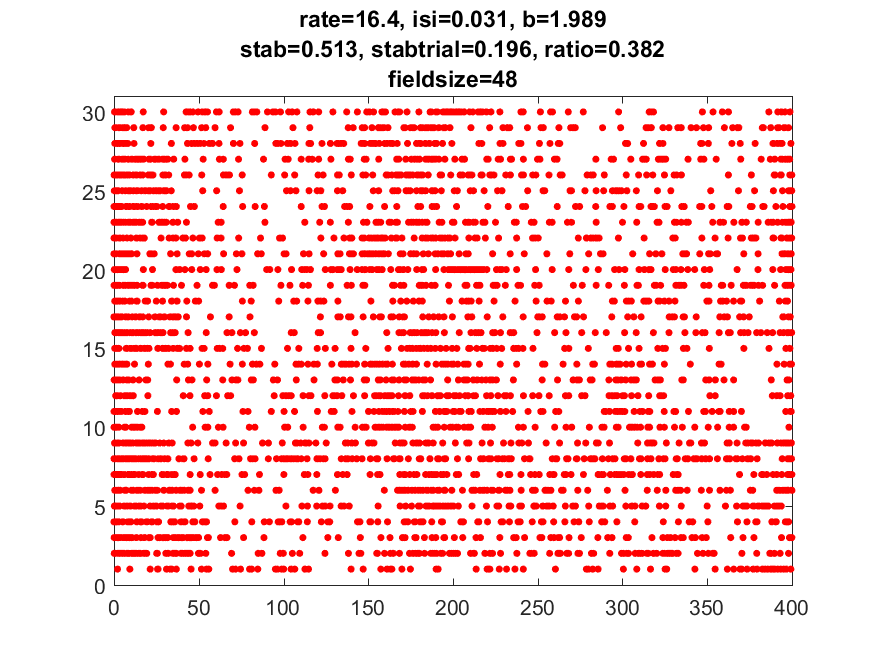 rate=16.4, isi=0.031, b=1.989
stab=0.513, stabtrial=0.196, ratio=0.382
fieldsize=48
30
25
20
15
10
5
0
0 50 100 150 200 250 300 350 400